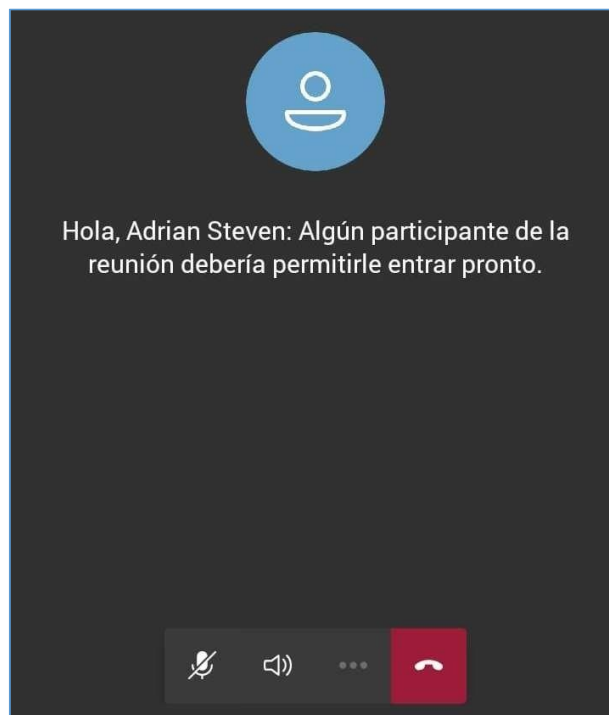 Hola, Adrian Steven: Algún participante de la
reunión debería permitirle entrar pronto.